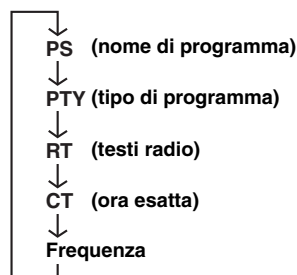 PS (nome di programma)
PTY (tipo di programma)
RT (testi radio)
CT (ora esatta)
Frequenza